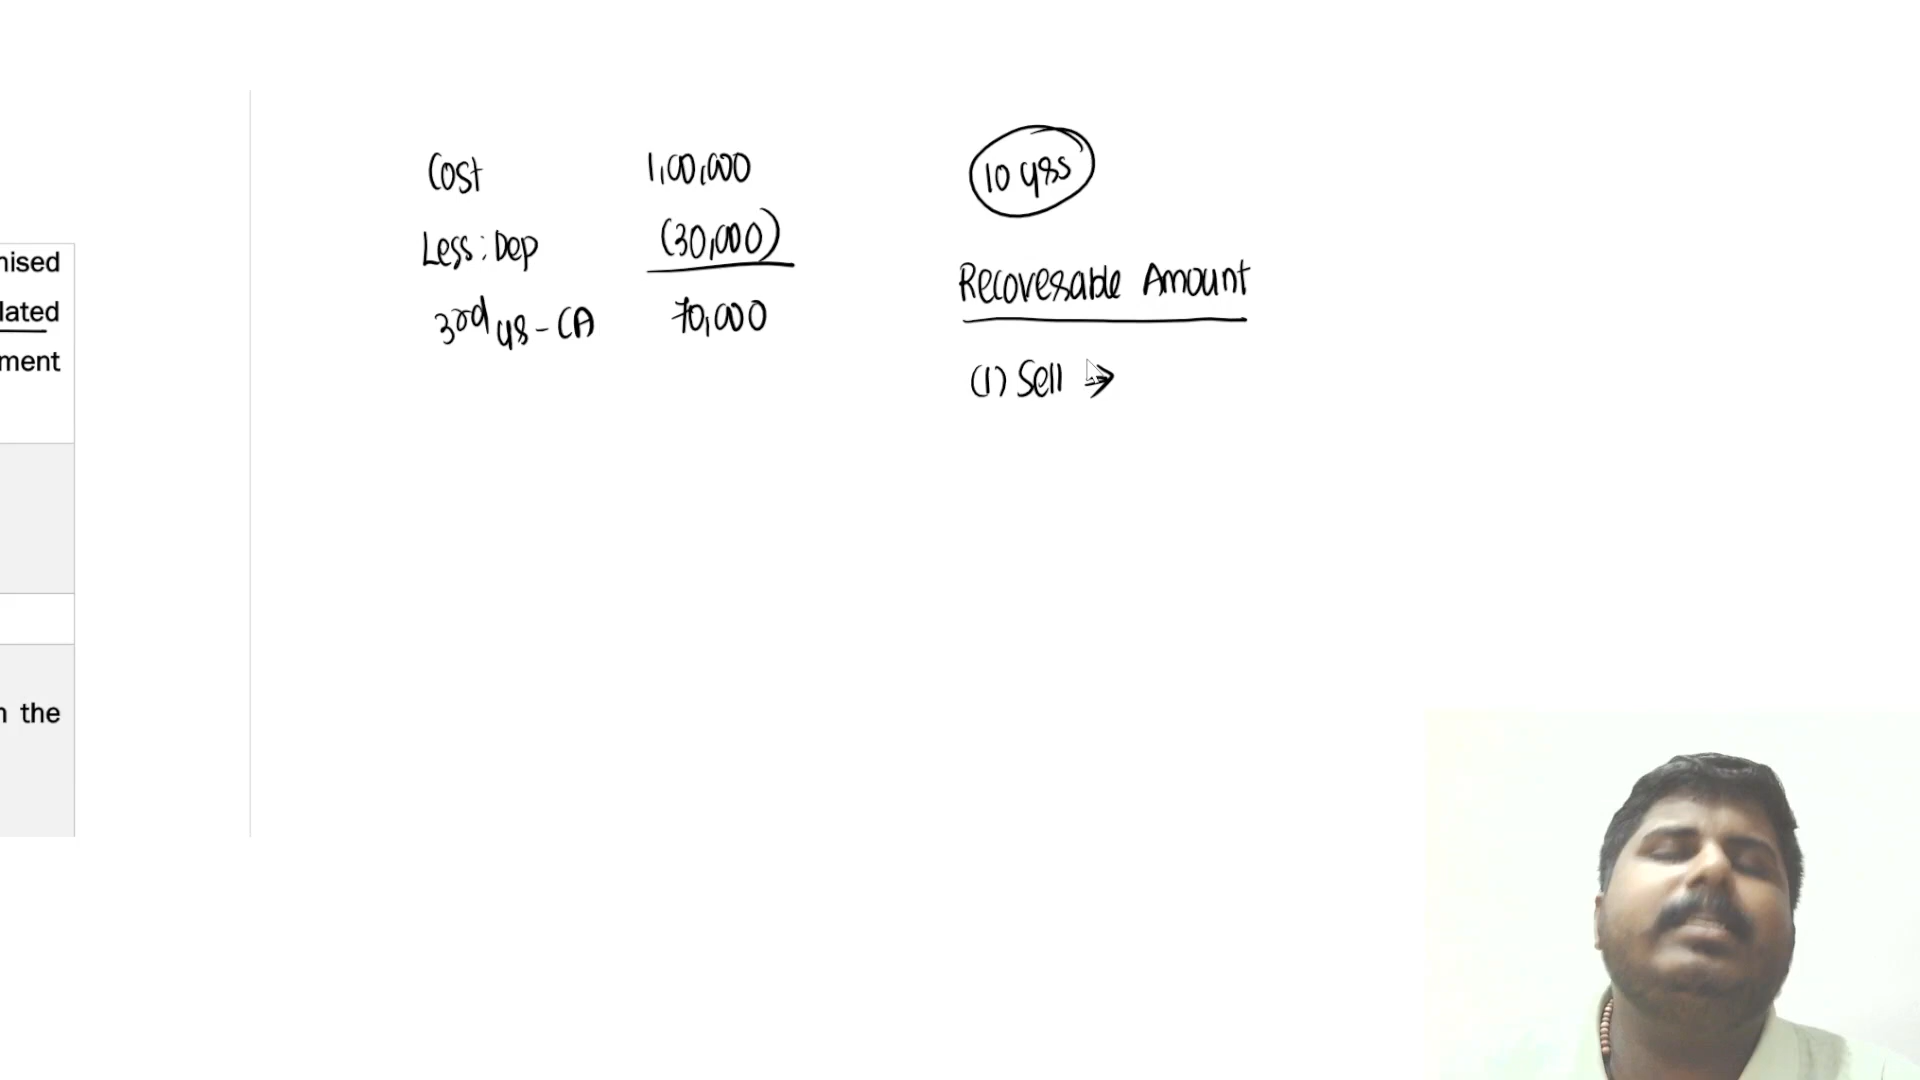 nised
lated
ment
n the
Cost 1,00,000
Less: Dep (30,000)
3rd yr - CA 70,000
10 yrs
Recoverable Amount
(1) Sell →